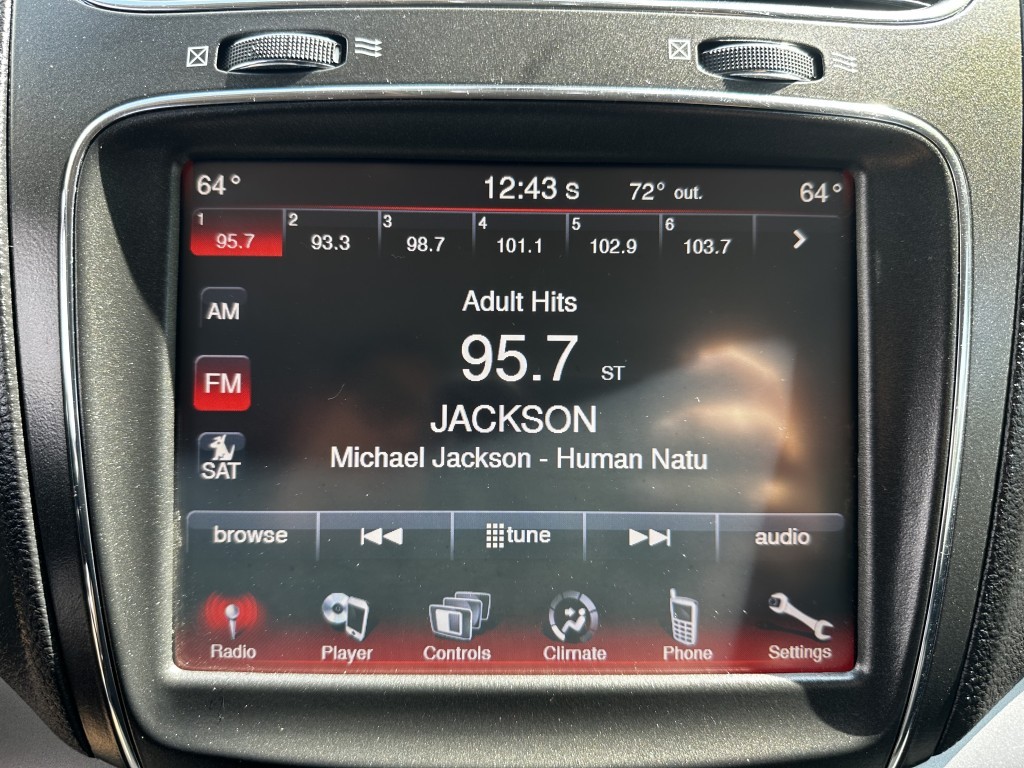 64° 12:43 S 72° out. 64°
1 2 3 4 5 6
95.7 93.3 98.7 101.1 102.9 103.7
AM
Adult Hits
95.7 ST
FM
JACKSON
Michael Jackson - Human Natu
SAT
browse tune audio
Radio Player Controls Climate Phone Settings